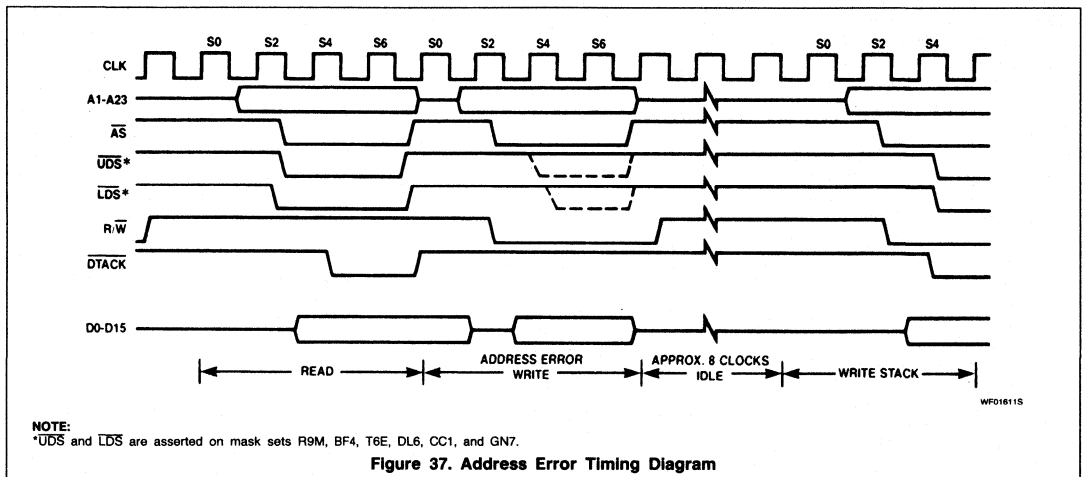 S0 S2 S4 S6 S0 S2 S4 S6 S0 S2 S4
CLK
A1-A23
AS
UDS*
LDS*
R/W
DTACK
D0-D15
READ
ADDRESS ERROR
WRITE
APPROX. 8 CLOCKS
IDLE
WRITE STACK
WF01611S
NOTE:
*UDS and LDS are asserted on mask sets R9M, BF4, T6E, DL6, CC1, and GN7.
Figure 37. Address Error Timing Diagram